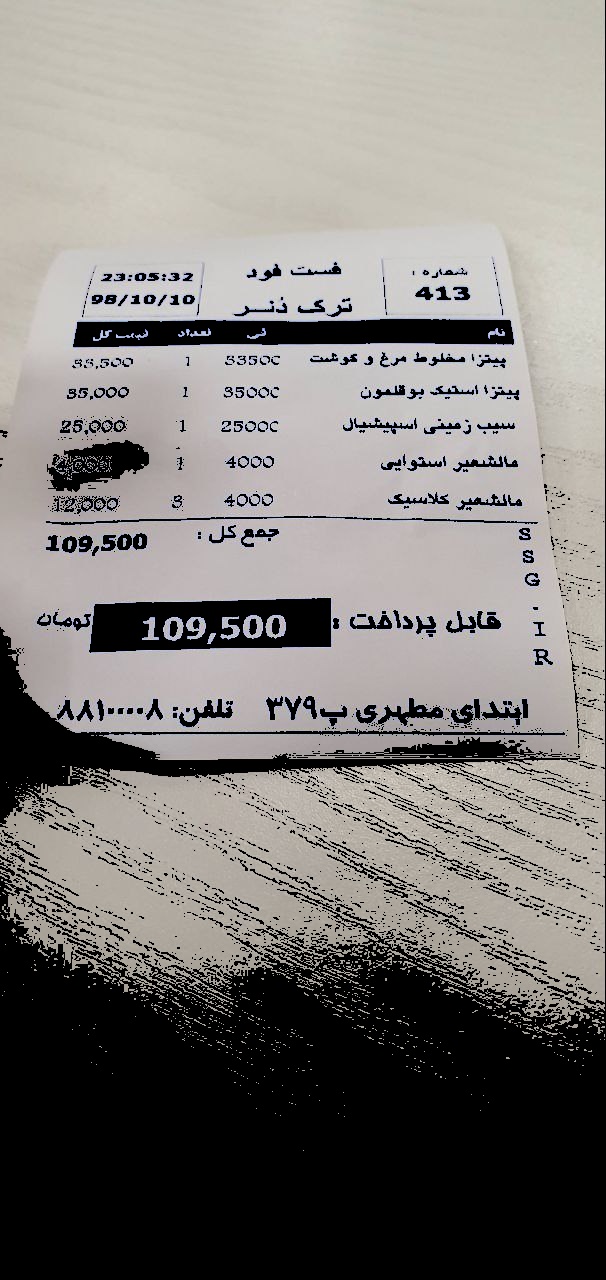 فست فود
ترک دنر
شماره :
413
23:05:32
98/10/10
نام فی تعداد قیمت کل
پیتزا مخلوط مرغ و گوشت 33500 1 33,500
پیتزا استیک بوقلمون 35000 1 35,000
سیب زمینی اسپیشیال 25000 1 25,000
مالشعیر استوایی 4000 1 4,000
مالشعیر کلاسیک 4000 3 12,000
جمع کل : 109,500
قابل پرداخت : 109,500 تومان
ابتدای مطهری پ۳۷۹ تلفن: ۸۸۱۰۰۰۰۸
SSG.IR